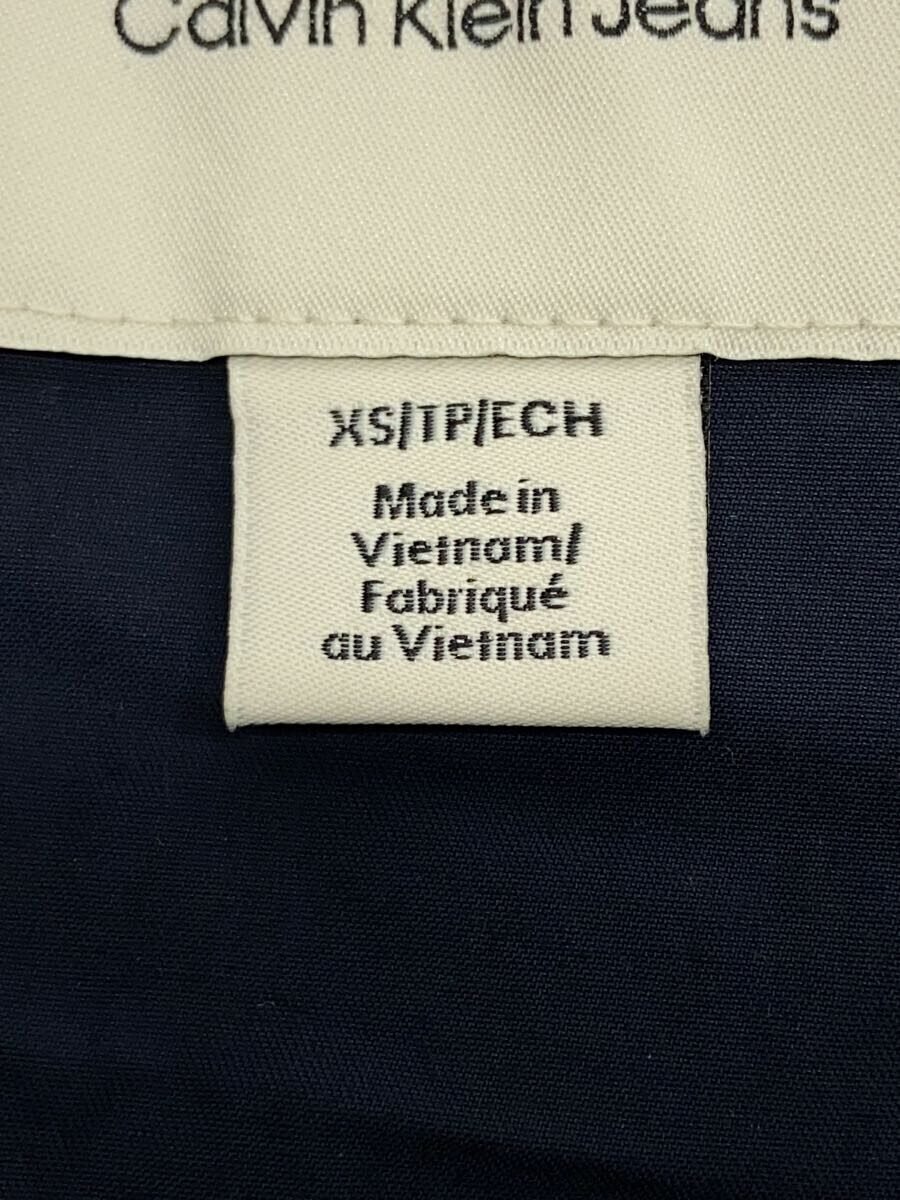 Calvin Klein Jeans
XS/TP/ECH
Made in
Vietnam/
Fabriqué
au Vietnam